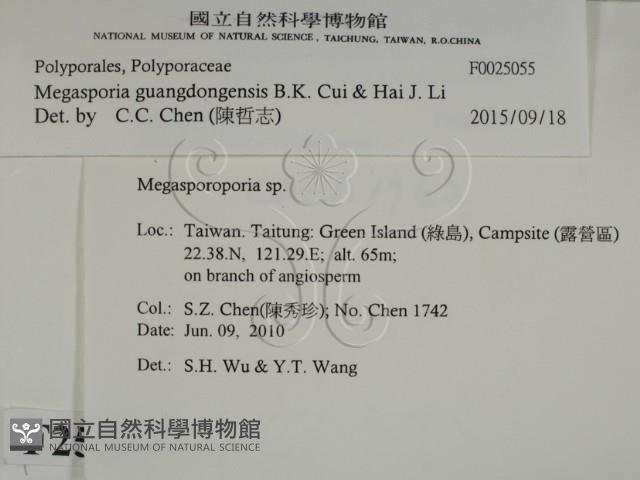 國立自然科學博物館
NATIONAL MUSEUM OF NATURAL SCIENCE, TAICHUNG, TAIWAN, R.O.CHINA
Polyporales, Polyporaceae F0025055
Megasporia guangdongensis B.K. Cui & Hai J. Li
Det. by C.C. Chen (陳哲志) 2015/09/18
Megasporoporia sp.
Loc.: Taiwan. Taitung: Green Island (綠島), Campsite (露營區)
22.38.N, 121.29.E; alt. 65m;
on branch of angiosperm
Col.: S.Z. Chen(陳秀珍); No. Chen 1742
Date: Jun. 09, 2010
Det.: S.H. Wu & Y.T. Wang
國立自然科學博物館
NATIONAL MUSEUM OF NATURAL SCIENCE